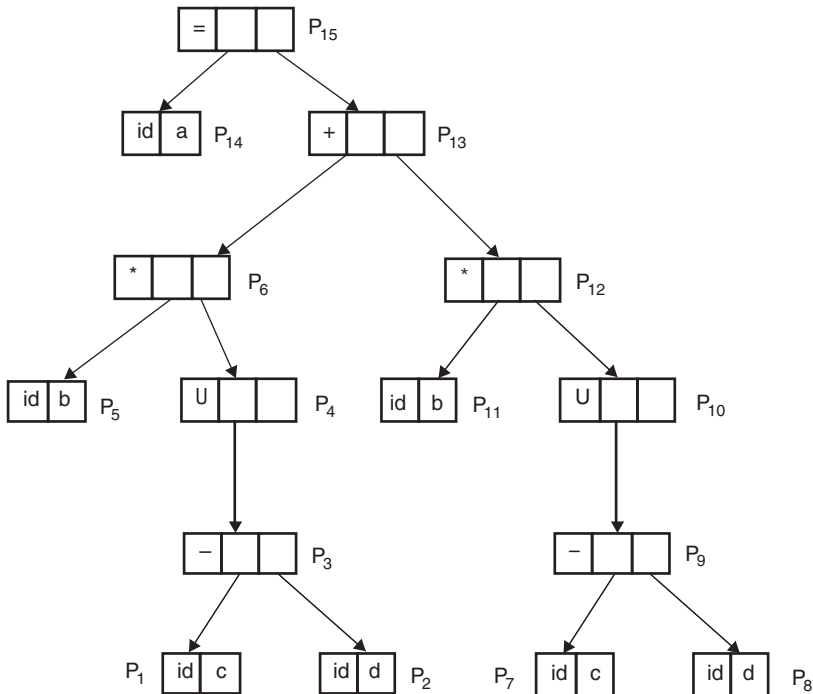 = P15
id a P14 + P13
* P6 * P12
id b P5 U P4 id b P11 U P10
– P3 – P9
P1 id c id d P2 P7 id c id d P8